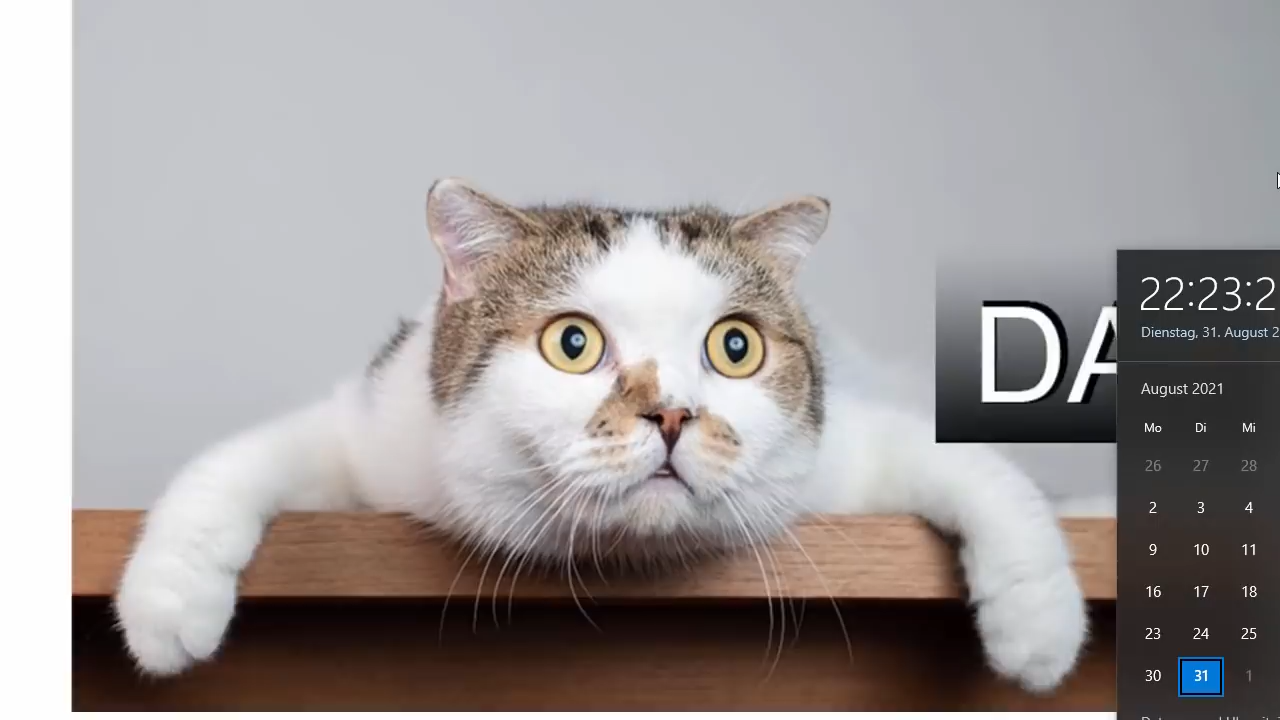 DA
22:23:2
Dienstag, 31. August 2
August 2021
Mo Di Mi
26 27 28
2 3 4
9 10 11
16 17 18
23 24 25
30 31 1